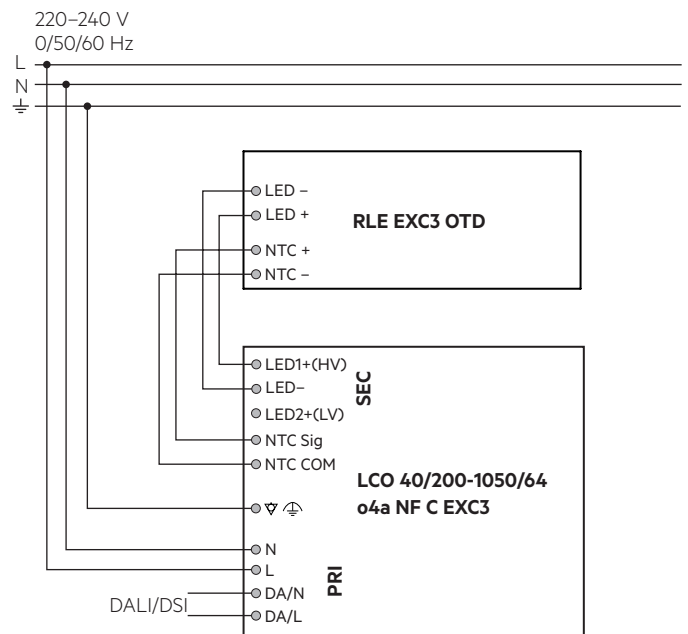 220–240 V
0/50/60 Hz
L
N
LED –
LED +
RLE EXC3 OTD
NTC +
NTC –
LED1+(HV)
SEC
LED–
LED2+(LV)
NTC Sig
NTC COM
LCO 40/200-1050/64
o4a NF C EXC3
N
L
PRI
DA/N
DALI/DSI
DA/L